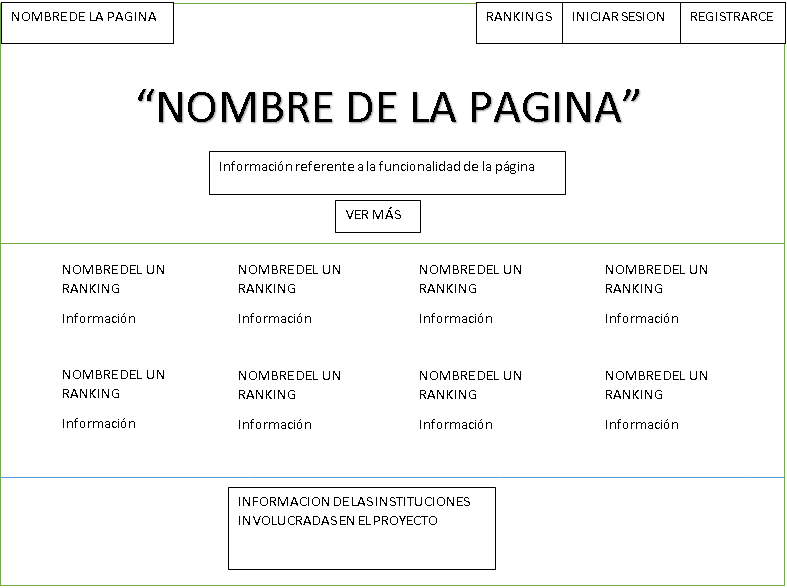 NOMBRE DE LA PAGINA
RANKINGS
INICIAR SESION
REGISTRARCE
“NOMBRE DE LA PAGINA”
Información referente a la funcionalidad de la página
VER MÁS
NOMBRE DEL UN
RANKING
Información
NOMBRE DEL UN
RANKING
Información
NOMBRE DEL UN
RANKING
Información
NOMBRE DEL UN
RANKING
Información
NOMBRE DEL UN
RANKING
Información
NOMBRE DEL UN
RANKING
Información
NOMBRE DEL UN
RANKING
Información
NOMBRE DEL UN
RANKING
Información
INFORMACION DE LAS INSTITUCIONES
INVOLUCRADAS EN EL PROYECTO